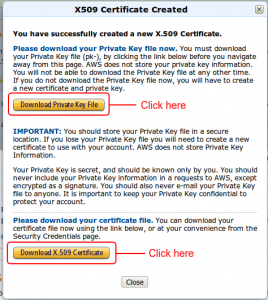 X509 Certificate Created
You have successfully created a new X.509 Certificate.
Please download your Private Key file now. You must download
your Private Key (pk-), by clicking the link below before you navigate
away from this page. AWS does not store your private key information.
You will not be able to download the Private Key file at any other time.
If you do not download the Private Key file now, you will have to create
a new certificate and private key.
Download Private Key File
Click here
IMPORTANT: You should store your Private Key file in a secure
location. If you lose your Private Key file you will need to create a new
certificate to use with your account. AWS does not store Private Key
Information.
Your Private Key is secret, and should be known only by you. You should
never include your Private Key information in a requests to AWS, except
encrypted as a signature. You should also never e-mail your Private Key
file to anyone. It is important to keep your Private Key confidential to
protect your account.
Please download your certificate file. You can download your
certificate file now using the link below, or at your convenience from the
Security Credentials page.
Download X.509 Certificate
Click here
Close